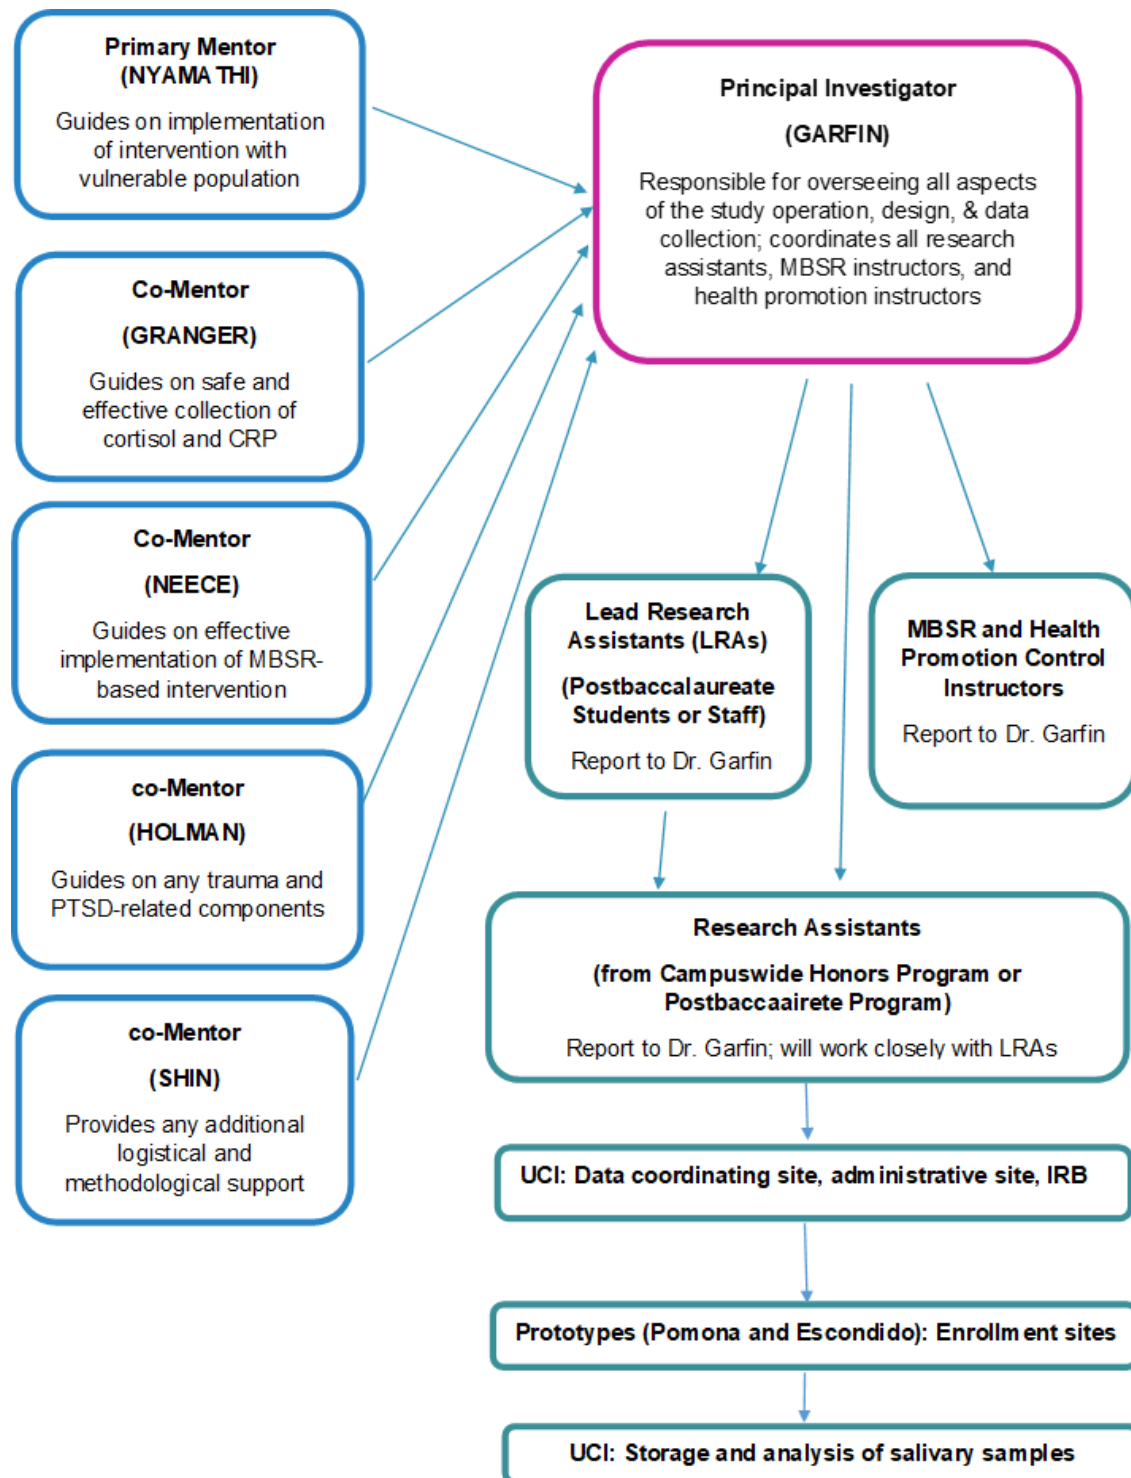 Primary Mentor
(NYAMATHI)
Guides on implementation
of intervention with
vulnerable population
Co-Mentor
(GRANGER)
Guides on safe and
effective collection of
cortisol and CRP
Co-Mentor
(NEECE)
Guides on effective
implementation of MBSR-
based intervention
co-Mentor
(HOLMAN)
Guides on any trauma and
PTSD-related components
co-Mentor
(SHIN)
Provides any additional
logistical and
methodological support
Principal Investigator
(GARFIN)
Responsible for overseeing all aspects
of the study operation, design, & data
collection; coordinates all research
assistants, MBSR instructors, and
health promotion instructors
Lead Research
Assistants (LRAs)
(Postbaccalaureate
Students or Staff)
Report to Dr. Garfin
MBSR and Health
Promotion Control
Instructors
Report to Dr. Garfin
Research Assistants
(from Campuswide Honors Program or
Postbaccaairete Program)
Report to Dr. Garfin; will work closely with LRAs
UCI: Data coordinating site, administrative site, IRB
Prototypes (Pomona and Escondido): Enrollment sites
UCI: Storage and analysis of salivary samples